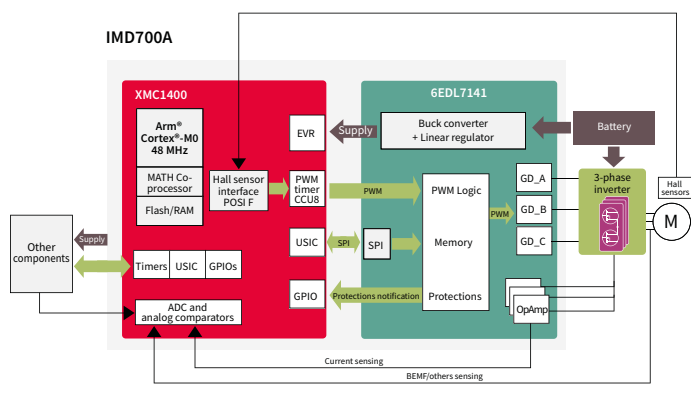 IMD700A
XMC1400
6EDL7141
Arm®
Cortex®-M0
48 MHz
MATH Co-
processor
Flash/RAM
Hall sensor
interface
POSI F
EVR
PWM
timer
CCU8
USIC
GPIO
Supply
Buck converter
+ Linear regulator
Battery
PWM
PWM Logic
Memory
Protections
PWM
GD_A
GD_B
GD_C
3-phase
inverter
Hall
sensors
M
SPI
SPI
Protections notification
OpAmp
Other
components
Supply
Timers
USIC
GPIOs
ADC and
analog comparators
Current sensing
BEMF/others sensing